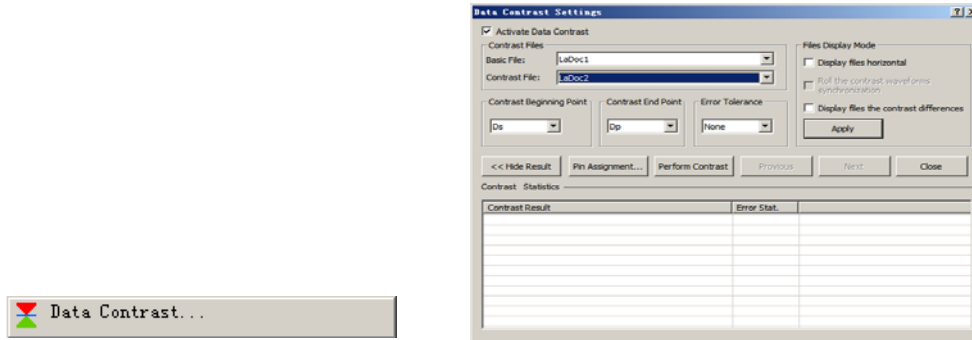 Data Contrast...
Data Contrast Settings
Activate Data Contrast
Contrast Files
Basic File: LaDoc1
Contrast File: LaDoc2
Files Display Mode
Display files horizontal
Roll the contrast waveforms
synchronization
Display files the contrast differences
Apply
Contrast Beginning Point Contrast End Point Error Tolerance
Ds Dp None
<< Hide Result Pin Assignment... Perform Contrast Previous Next Close
Contrast Statistics
Contrast Result Error Stat.